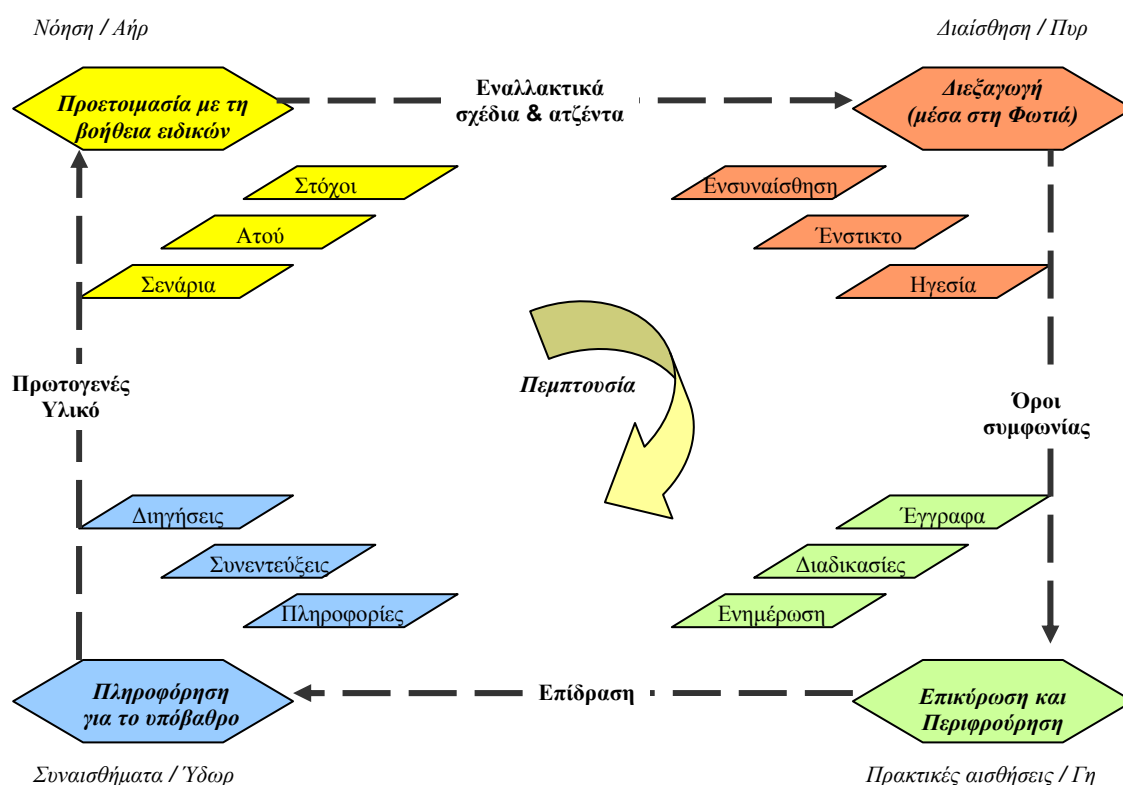 Νόηση / Αήρ
Διαίσθηση / Πυρ
Προετοιμασία με τη
βοήθεια ειδικών
Εναλλακτικά
σχέδια & ατζέντα
Διεξαγωγή
(μέσα στη Φωτιά)
Στόχοι
Ατού
Σενάρια
Ενσυναίσθηση
Ένστικτο
Ηγεσία
Πρωτογενές
Υλικό
Πεμπτουσία
Όροι
συμφωνίας
Διηγήσεις
Συνεντεύξεις
Πληροφορίες
Έγγραφα
Διαδικασίες
Ενημέρωση
Πληροφόρηση
για το υπόβαθρο
Επίδραση
Επικύρωση και
Περιφρούρηση
Συναισθήματα / Ύδωρ
Πρακτικές αισθήσεις / Γη